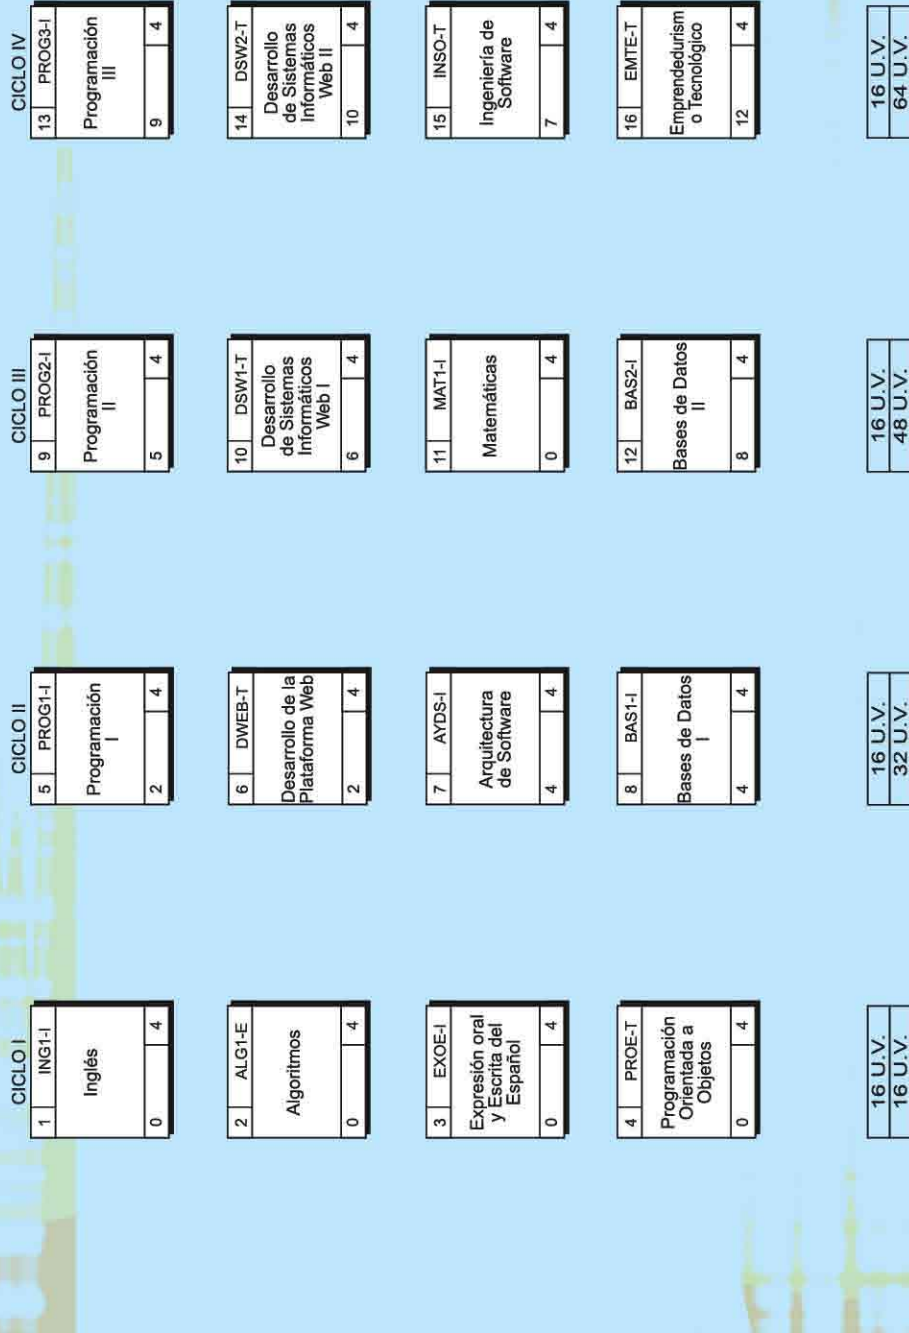 CICLO I
1 ING1-I
Inglés
0 4
2 ALG1-E
Algoritmos
0 4
3 EXOE-I
Expresión oral
y Escrita del
Español
0 4
4 PROE-T
Programación
Orientada a
Objetos
0 4
16 U.V.
16 U.V.
CICLO II
5 PROG1-I
Programación
I
2 4
6 DWEB-T
Desarrollo de la
Plataforma Web
2 4
7 AYDS-I
Arquitectura
de Software
4 4
8 BAS1-I
Bases de Datos
I
4 4
16 U.V.
32 U.V.
CICLO III
9 PROG2-I
Programación
II
5 4
10 DSW1-T
Desarrollo
de Sistemas
Informáticos
Web I
6 4
11 MAT1-I
Matemáticas
0 4
12 BAS2-I
Bases de Datos
II
8 4
16 U.V.
48 U.V.
CICLO IV
13 PROG3-I
Programación
III
9 4
14 DSW2-T
Desarrollo
de Sistemas
Informáticos
Web II
10 4
15 INSO-T
Ingeniería de
Software
7 4
16 EMTE-T
Emprendedurism
o Tecnológico
12 4
16 U.V.
64 U.V.